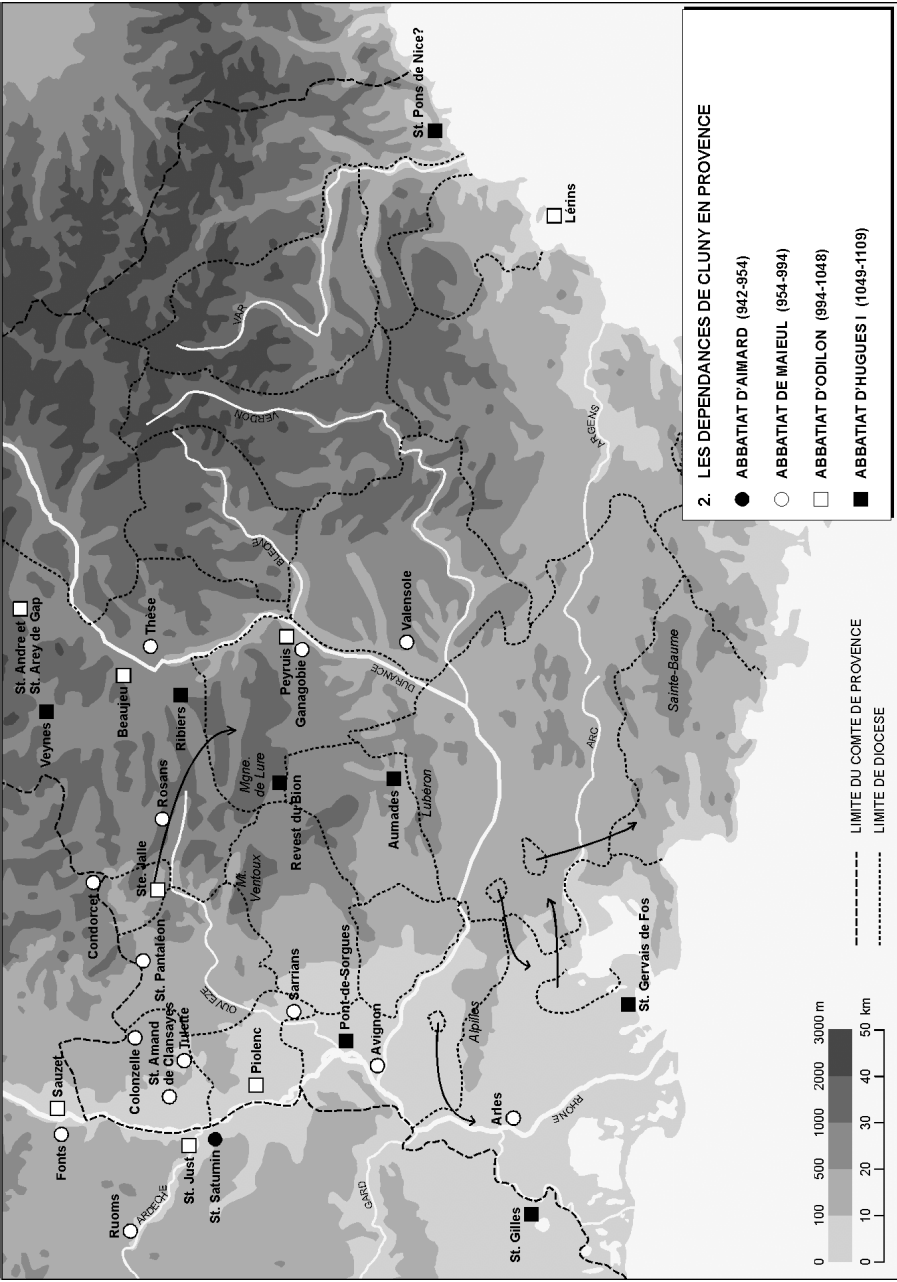 2. LES DEPENDANCES DE CLUNY EN PROVENCE
ABBATIAT D'AIMARD (942-954)
ABBATIAT DE MAIEUL (954-994)
ABBATIAT D'ODILON (994-1048)
ABBATIAT D'HUGUES I (1049-1109)
LIMITE DU COMTE DE PROVENCE
LIMITE DE DIOCESE
0 100 500 1000 2000 3000 m
0 10 20 30 40 50 km
Ruoms
ARDECHE
Fonts
Sauzet
St. Just
St. Saturnin
Colonzelle
St. Amand
de Clansayes
Tulette
St. Pantaléon
Condorcet
Ste. Jalle
Rosans
Veynes
St. Andre et
St. Arey de Gap
Beaujeu
Thèse
Ribiers
Piolenc
OUVEZE
Sarrians
Mt.
Ventoux
Mgne.
de Lure
Revest du Bion
Peyruis
Ganagobie
BLEONE
VERDON
VAR
St. Pons de Nice?
Pont-de-Sorgues
Avignon
Aumades
Luberon
DURANCE
Valensole
GARD
Alpilles
Arles
RHONE
St. Gilles
St. Gervais de Fos
ARC
Sainte-Baume
ARGENS
Lérins